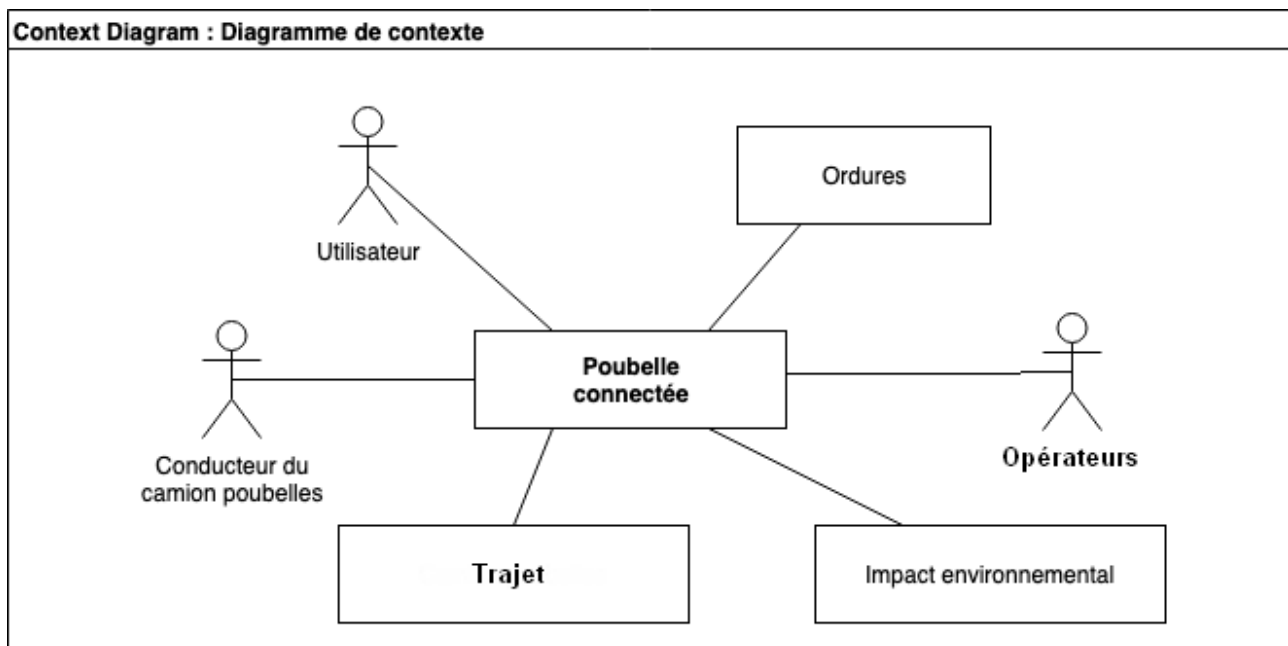 Context Diagram : Diagramme de contexte
Utilisateur
Ordures
Poubelle
connectée
Conducteur du
camion poubelles
Opérateurs
Trajet
Impact environnemental